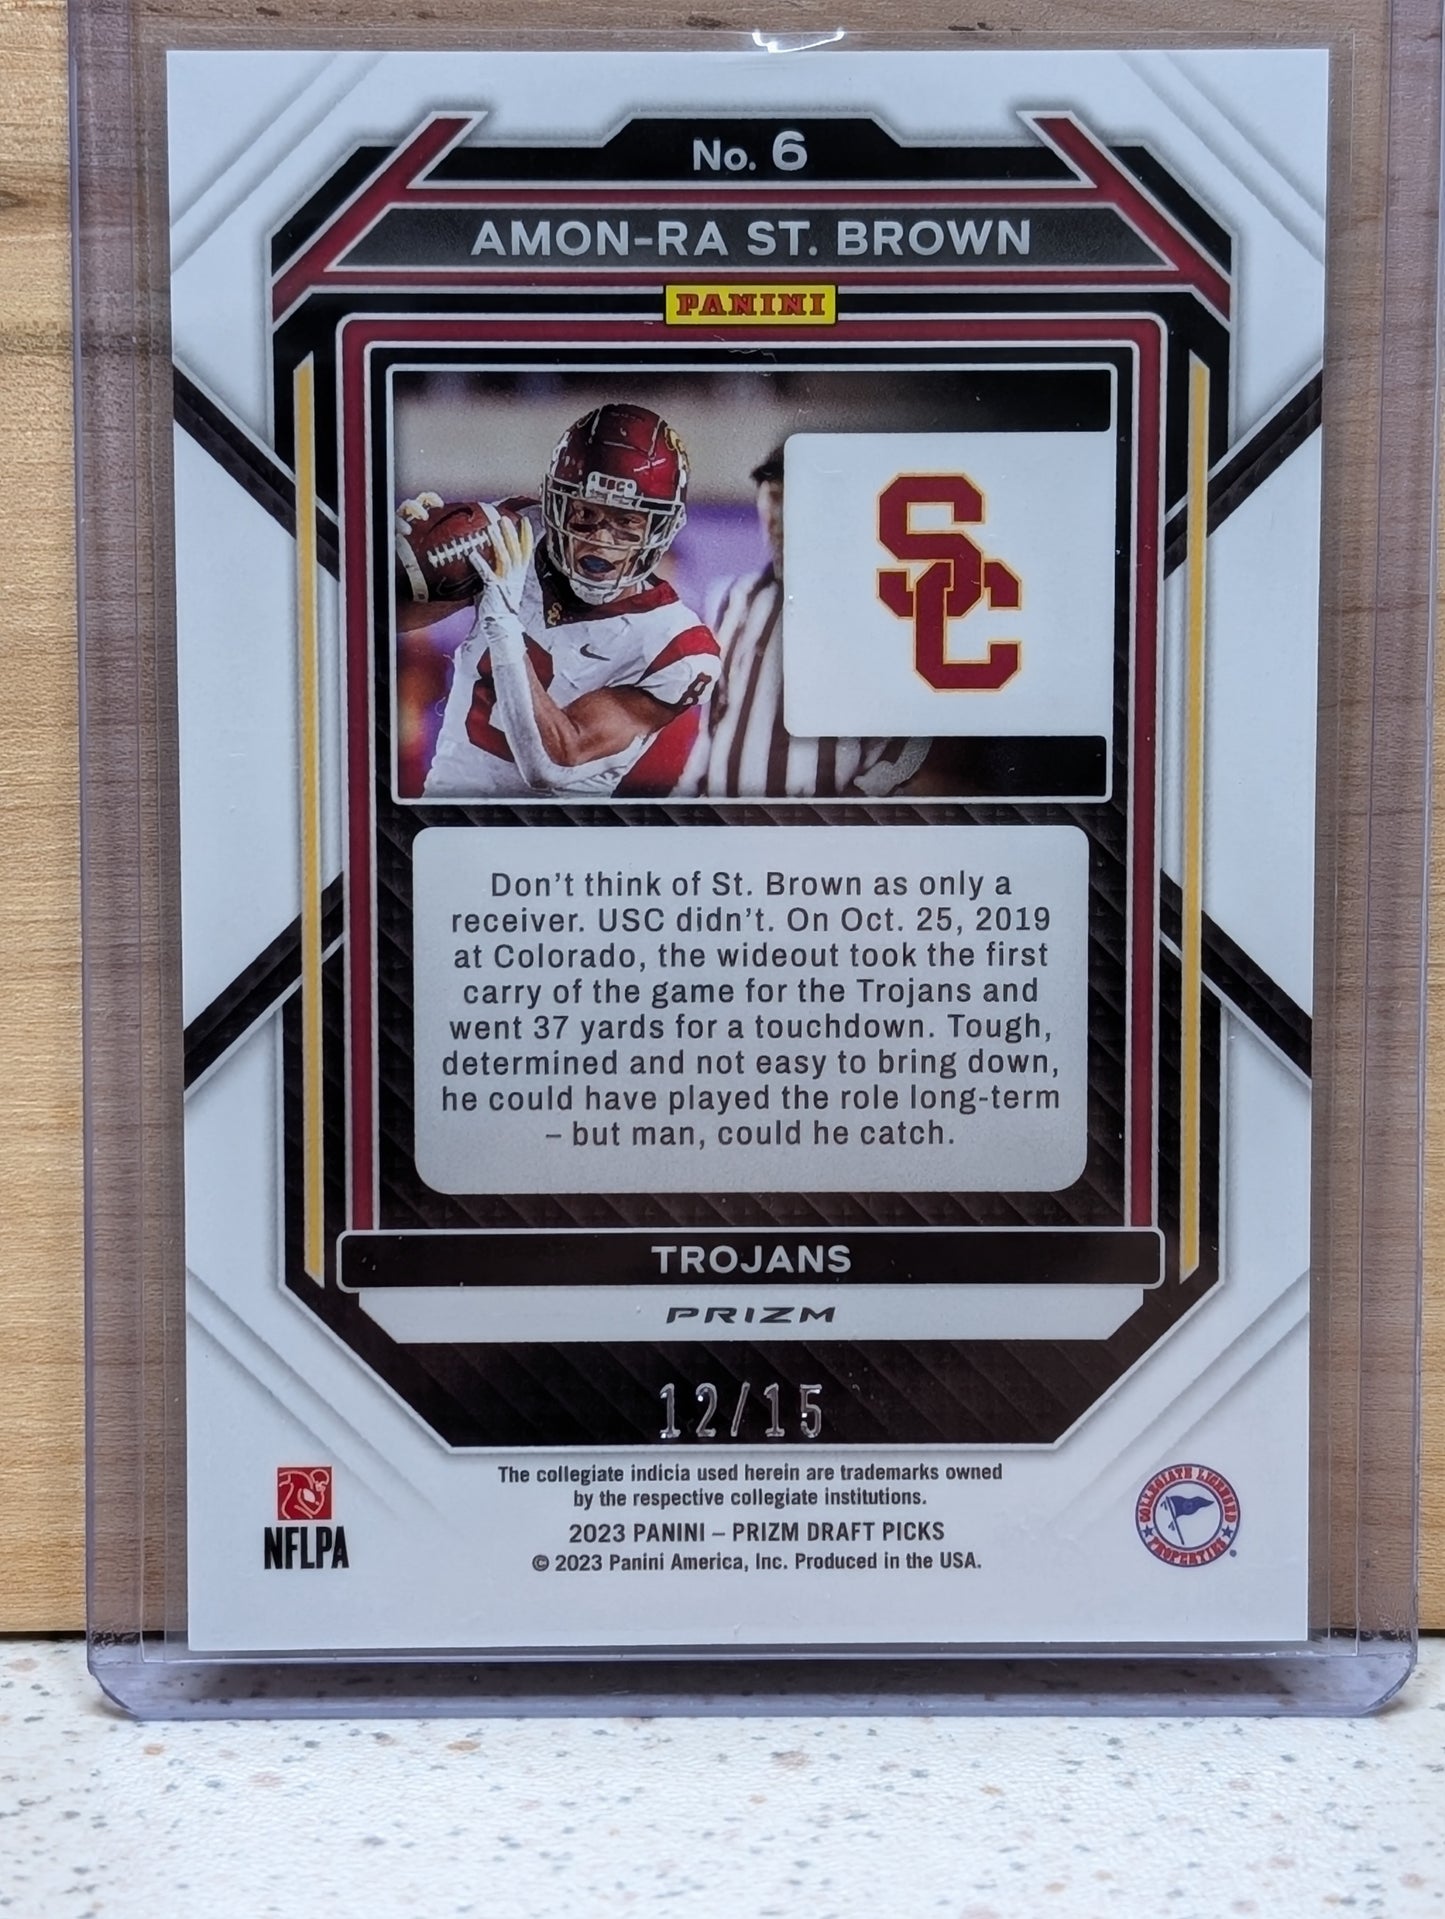 No. 6
AMON-RA ST. BROWN
PANINI
SC
8
Don't think of St. Brown as only a
receiver. USC didn't. On Oct. 25, 2019
at Colorado, the wideout took the first
carry of the game for the Trojans and
went 37 yards for a touchdown. Tough,
determined and not easy to bring down,
he could have played the role long-term
– but man, could he catch.
TROJANS
PRIZM
12/15
The collegiate indicia used herein are trademarks owned
by the respective collegiate institutions.
2023 PANINI – PRIZM DRAFT PICKS
© 2023 Panini America, Inc. Produced in the USA.
NFLPA
COLLEGIATE LICENSED
PROPERTIES